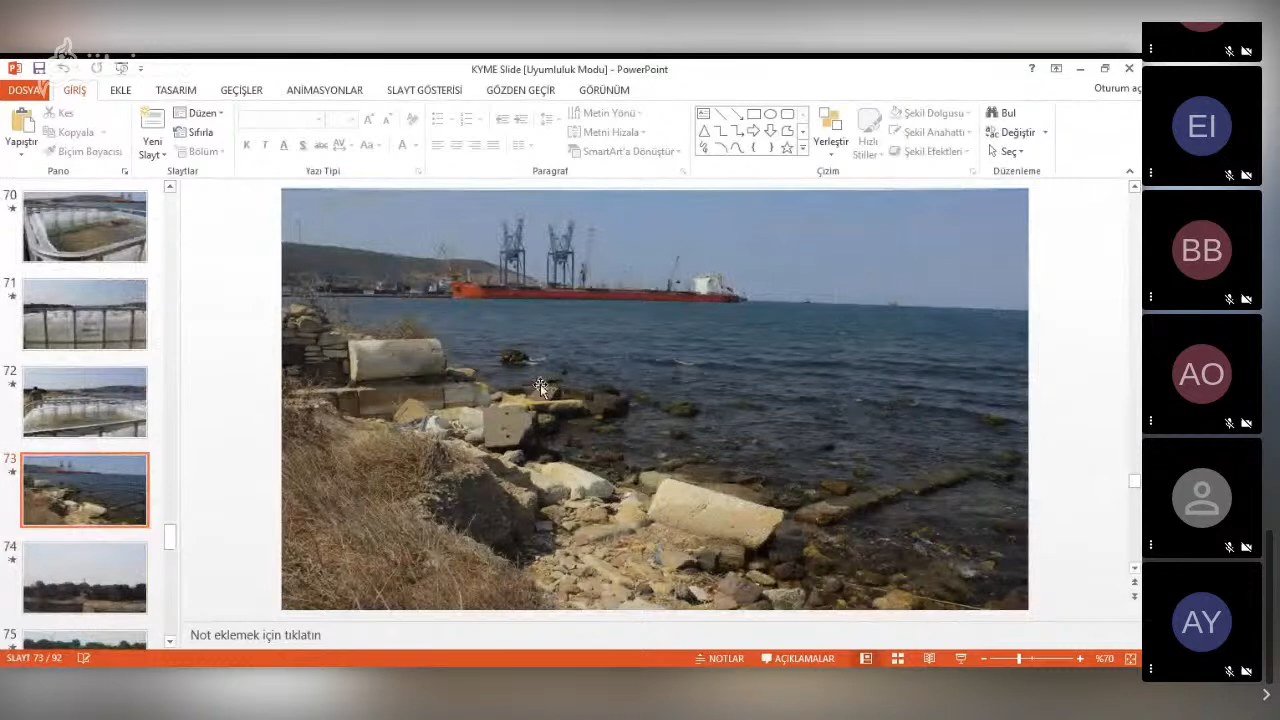 KYME Slide [Uyumluluk Modu] - PowerPoint
DOSYA GİRİŞ EKLE TASARIM GEÇİŞLER ANİMASYONLAR SLAYT GÖSTERİSİ GÖZDEN GEÇİR GÖRÜNÜM Oturum aç
Yapıştır
Kes
Kopyala
Biçim Boyacısı
Pano
Yeni
Slayt
Düzen
Sıfırla
Bölüm
Slaytlar
K T A S abc AV Aa A
Yazı Tipi
Metin Yönü
Metni Hizala
SmartArt'a Dönüştür
Paragraf
Yerleştir
Hızlı
Stiller
Şekil Dolgusu
Şekil Anahattı
Şekil Efektleri
Çizim
Bul
Değiştir
Seç
Düzenleme
70
71
72
73
74
75
Not eklemek için tıklatın
SLAYT 73 / 92
NOTLAR
AÇIKLAMALAR
%70
EI
BB
AO
AY